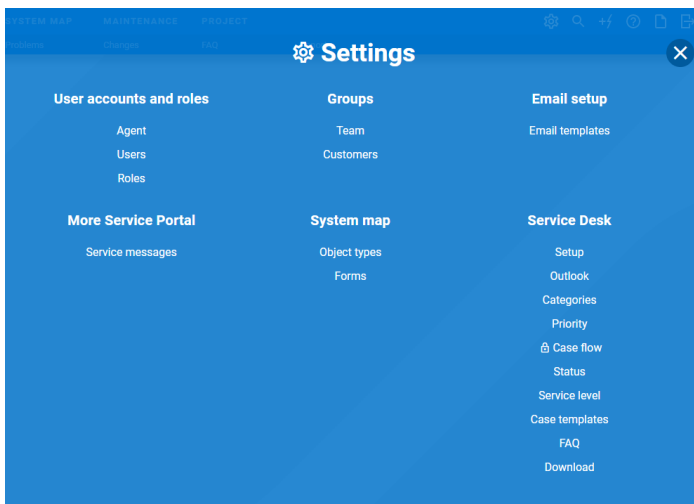 SYSTEM MAP MAINTENANCE PROJECT
Problems Changes FAQ
Settings
User accounts and roles
Agent
Users
Roles
Groups
Team
Customers
Email setup
Email templates
More Service Portal
Service messages
System map
Object types
Forms
Service Desk
Setup
Outlook
Categories
Priority
Case flow
Status
Service level
Case templates
FAQ
Download